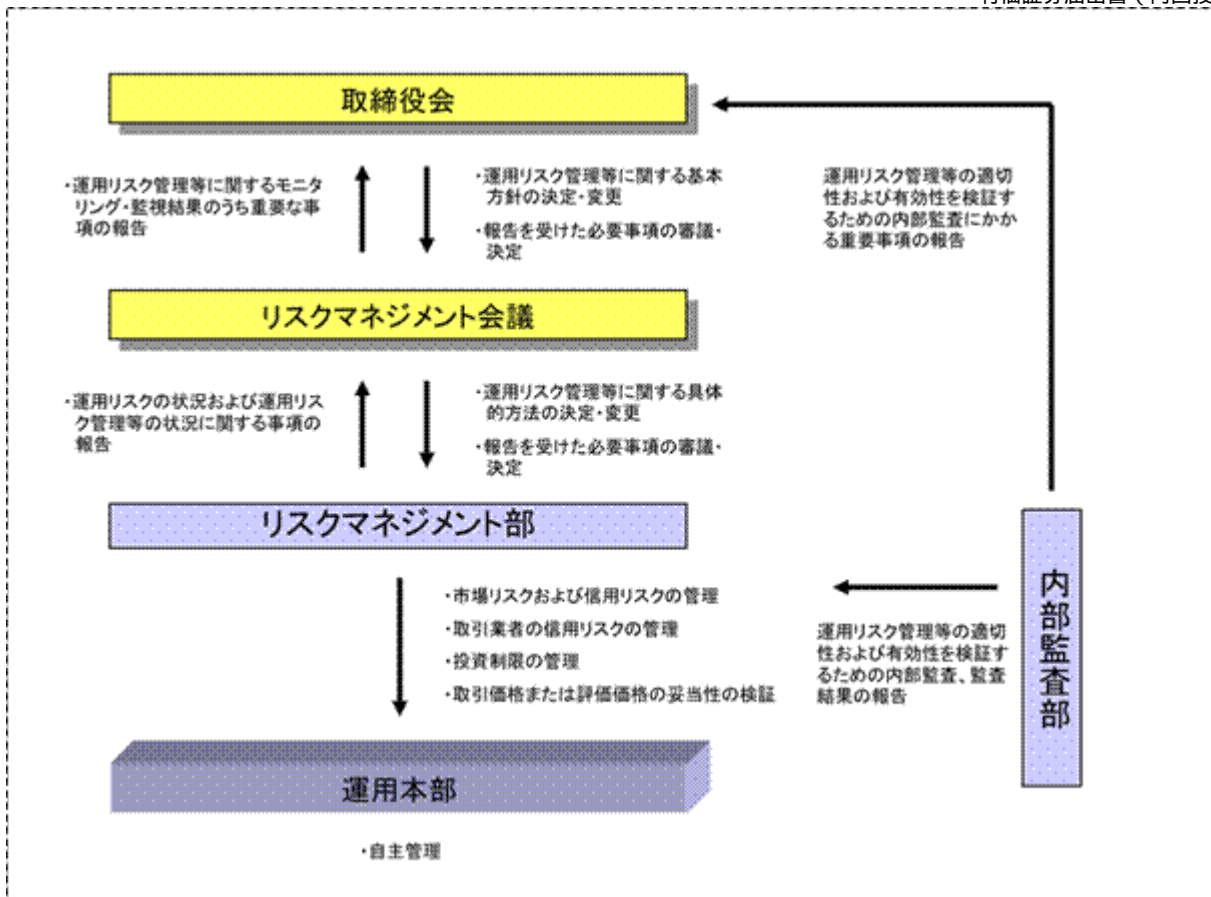 取締役会
・運用リスク管理等に関するモニタ
リング・監視結果のうち重要な事
項の報告
・運用リスク管理等に関する基本
方針の決定・変更
・報告を受けた必要事項の審議・
決定
運用リスク管理等の適切
性および有効性を検証す
るための内部監査にかか
る重要事項の報告
リスクマネジメント会議
・運用リスクの状況および運用リス
ク管理等の状況に関する事項の
報告
・運用リスク管理等に関する具体
的方法の決定・変更
・報告を受けた必要事項の審議・
決定
リスクマネジメント部
・市場リスクおよび信用リスクの管理
・取引業者の信用リスクの管理
・投資制限の管理
・取引価格または評価価格の妥当性の検証
運用リスク管理等の適切
性および有効性を検証す
るための内部監査、監査
結果の報告
内部監査部
運用本部
・自主管理